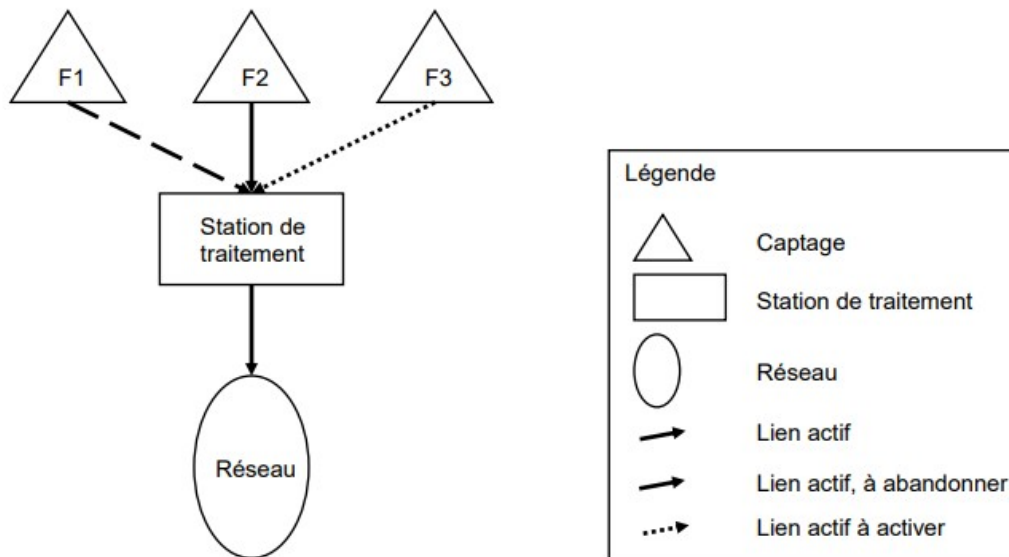 F1
F2
F3
Station de
traitement
Réseau
Légende
Captage
Station de traitement
Réseau
Lien actif
Lien actif, à abandonner
Lien actif à activer